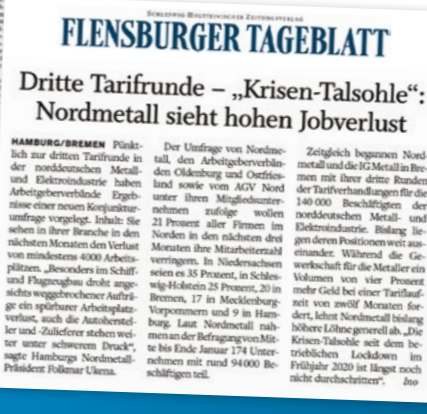 SCHLESWIG-HOLSTEINISCHER ZEITUNGSVERLAG
FLENSBURGER TAGEBLATT
Dritte Tarifrunde – „Krisen-Talsohle“:
Nordmetall sieht hohen Jobverlust
HAMBURG/BREMEN Pünkt-
lich zur dritten Tarifrunde in
der norddeutschen Metall-
und Elektroindustrie haben
Arbeitgeberverbände Ergeb-
nisse einer neuen Konjunktur-
umfrage vorgelegt. Inhalt: Sie
sehen in ihrer Branche in den
nächsten Monaten den Verlust
von mindestens 4000 Arbeits-
plätzen. „Besonders im Schiff-
und Flugzeugbau droht ange-
sichts weggebrochener Aufträ-
ge ein spürbarer Arbeitsplatz-
verlust, auch die Autoherstel-
ler und -Zulieferer stehen wei-
ter unter schwerem Druck“,
sagte Hamburgs Nordmetall-
Präsident Folkmar Ukena.
Der Umfrage von Nordme-
tall, den Arbeitgeberverbän-
den Oldenburg und Ostfries-
land sowie vom AGV Nord
unter ihren Mitgliedsunter-
nehmen zufolge wollen
21 Prozent aller Firmen im
Norden in den nächsten drei
Monaten ihre Mitarbeiterzahl
verringern. In Niedersachsen
seien es 35 Prozent, in Schles-
wig-Holstein 25 Prozent, 20 in
Bremen, 17 in Mecklenburg-
Vorpommern und 9 in Ham-
burg. Laut Nordmetall nah-
men an der Befragung von Mit-
te bis Ende Januar 174 Unter-
nehmen mit rund 94000 Be-
schäftigen teil.
Zeitgleich begannen Nord-
metall und die IG Metall in Bre-
men mit ihrer dritte Runden
der Tarifverhandlungen für die
140 000 Beschäftigten der
norddeutschen Metall- und
Elektroindustrie. Bislang lie-
gen deren Positionen weit aus-
einander. Während die Ge-
werkschaft für die Metaller ein
Volumen von vier Prozent
mehr Geld bei einer Tariflauf-
zeit von zwölf Monaten for-
dert, lehnt Nordmetall bislang
höhere Löhne generell ab. „Die
Krisen-Talsohle seit dem be-
trieblichen Lockdown im
Frühjahr 2020 ist längst noch
nicht durchschritten“. lno